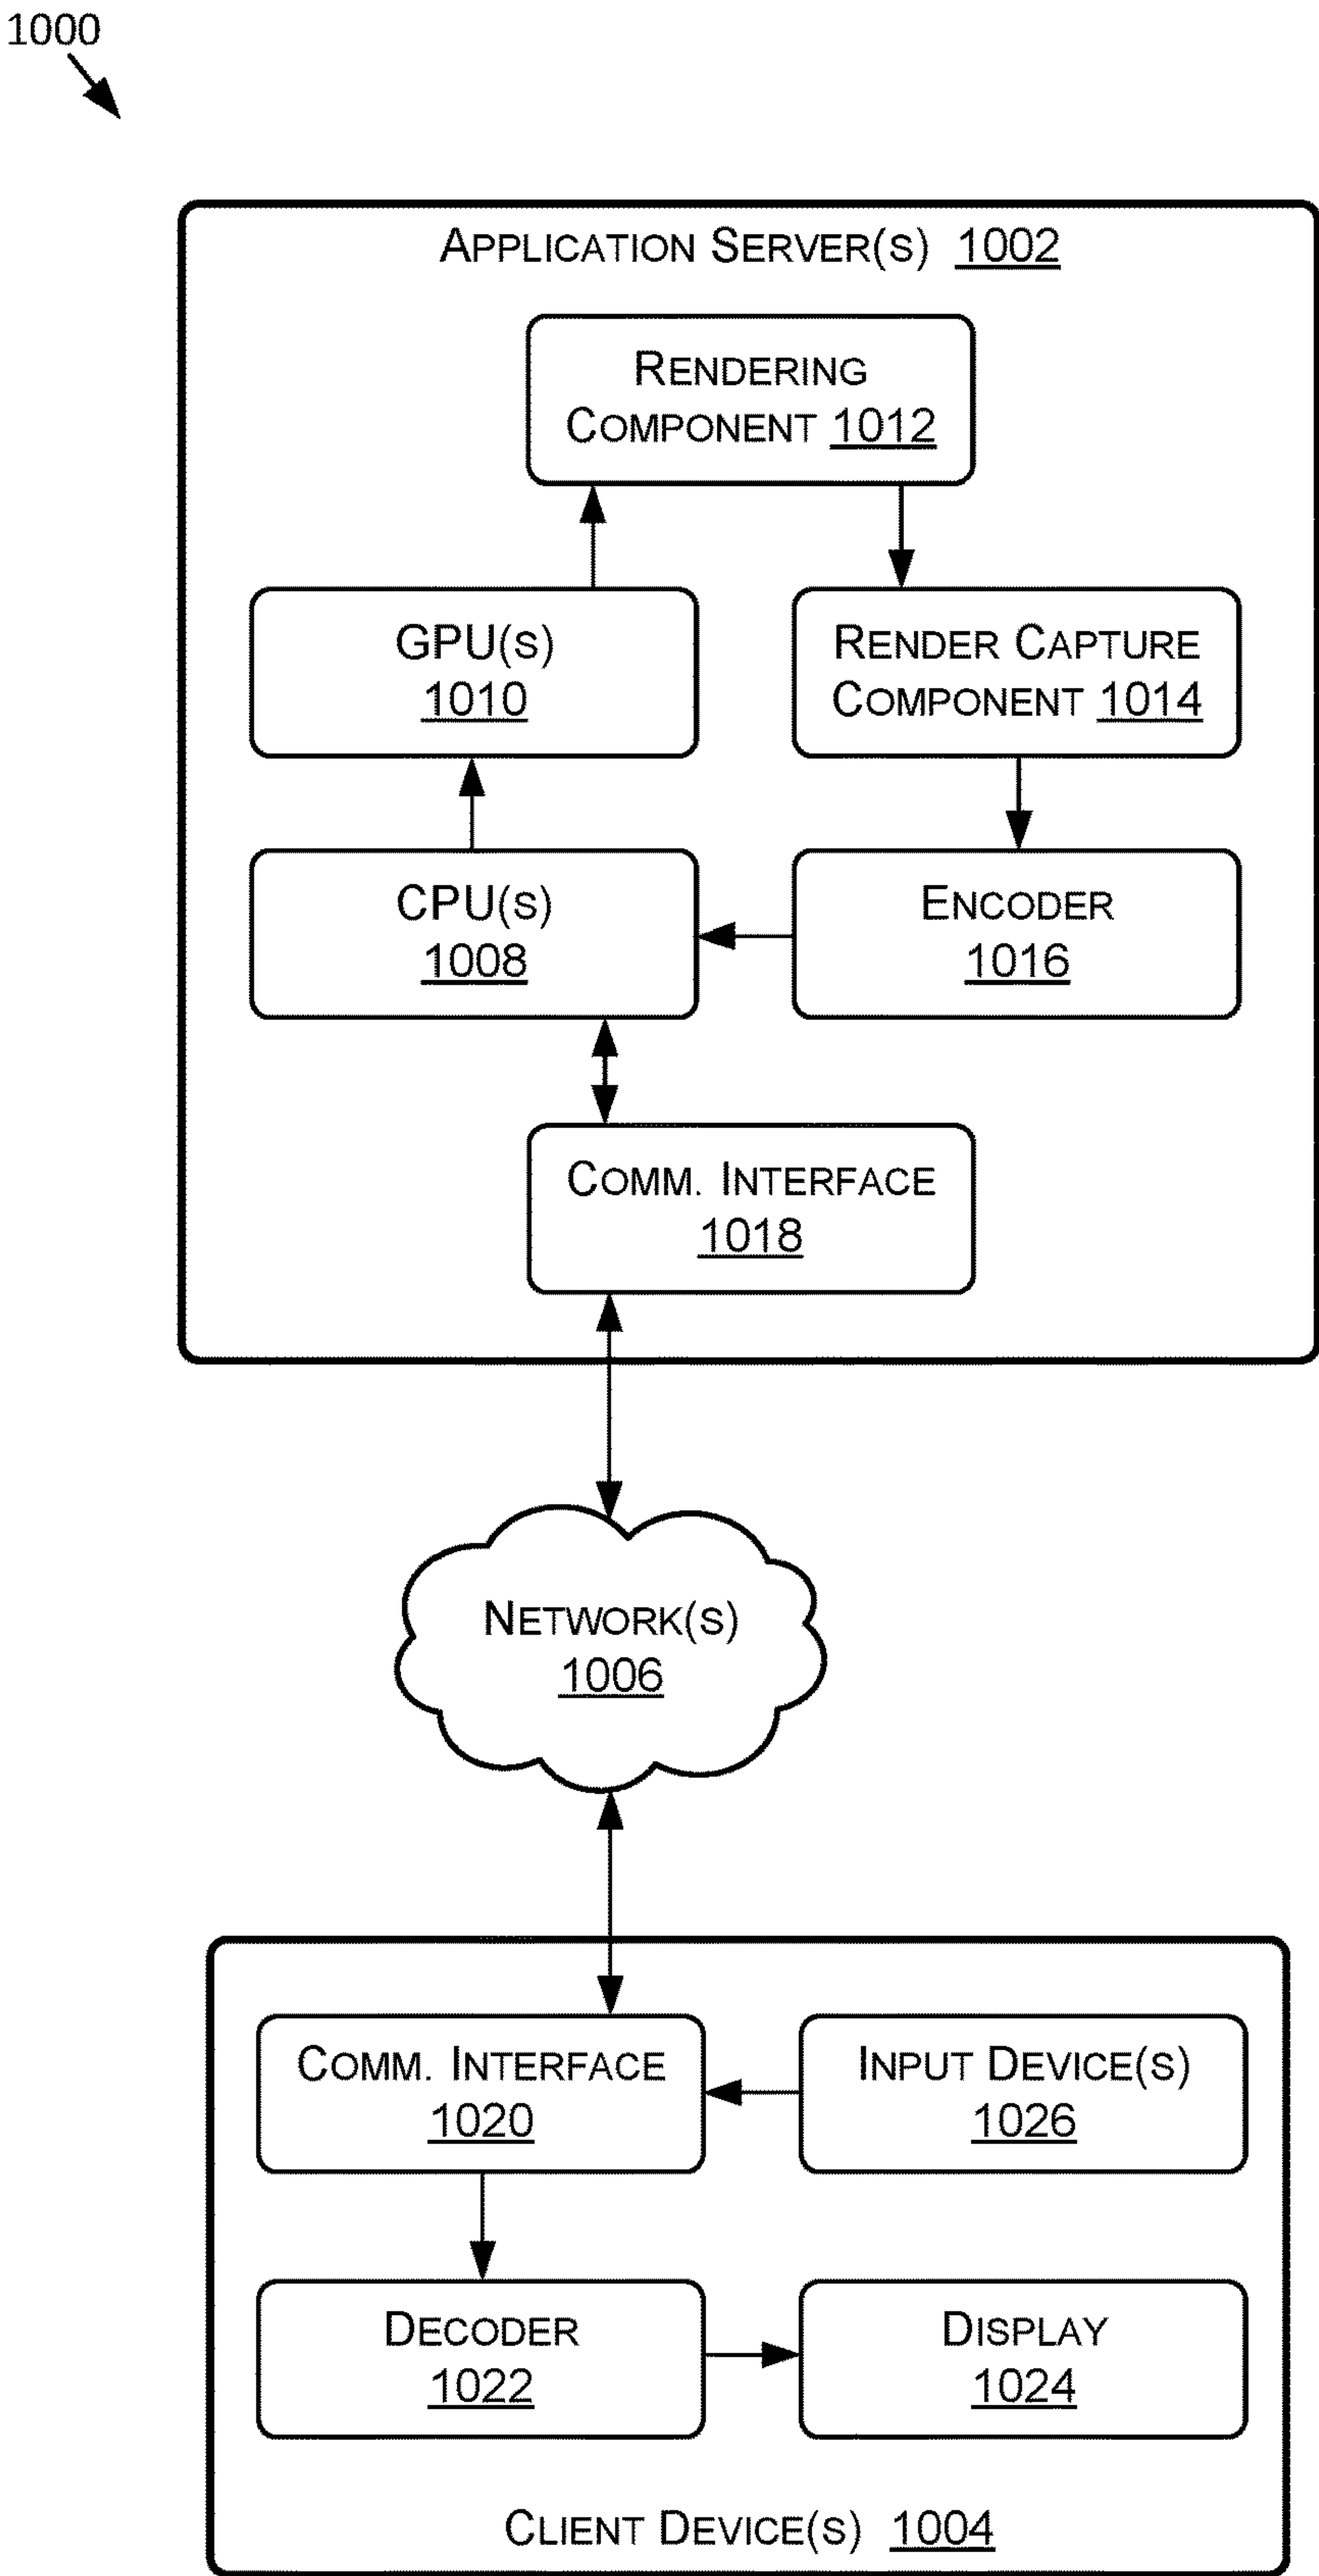 1000
APPLICATION SERVER(S) 1002
RENDERING
COMPONENT 1012
GPU(S)
1010
RENDER CAPTURE
COMPONENT 1014
CPU(S)
1008
ENCODER
1016
COMM. INTERFACE
1018
NETWORK(S)
1006
COMM. INTERFACE
1020
INPUT DEVICE(S)
1026
DECODER
1022
DISPLAY
1024
CLIENT DEVICE(S) 1004